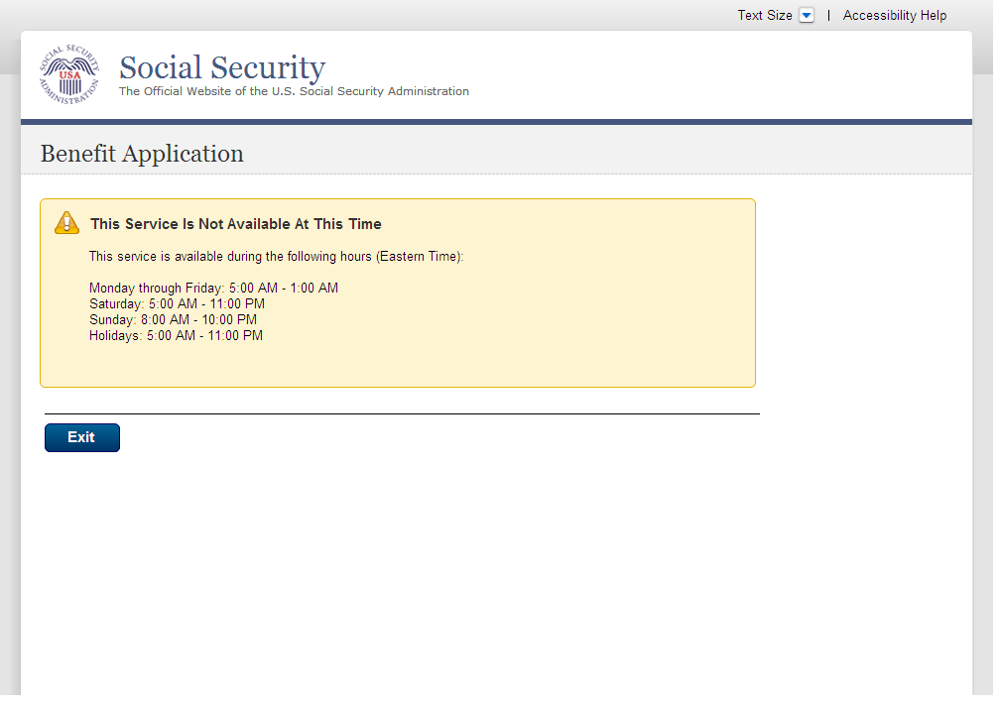 Text Size | Accessibility Help
SOCIAL SECURITY ADMINISTRATION
USA
Social Security
The Official Website of the U.S. Social Security Administration
Benefit Application
This Service Is Not Available At This Time
This service is available during the following hours (Eastern Time):
Monday through Friday: 5:00 AM - 1:00 AM
Saturday: 5:00 AM - 11:00 PM
Sunday: 8:00 AM - 10:00 PM
Holidays: 5:00 AM - 11:00 PM
Exit